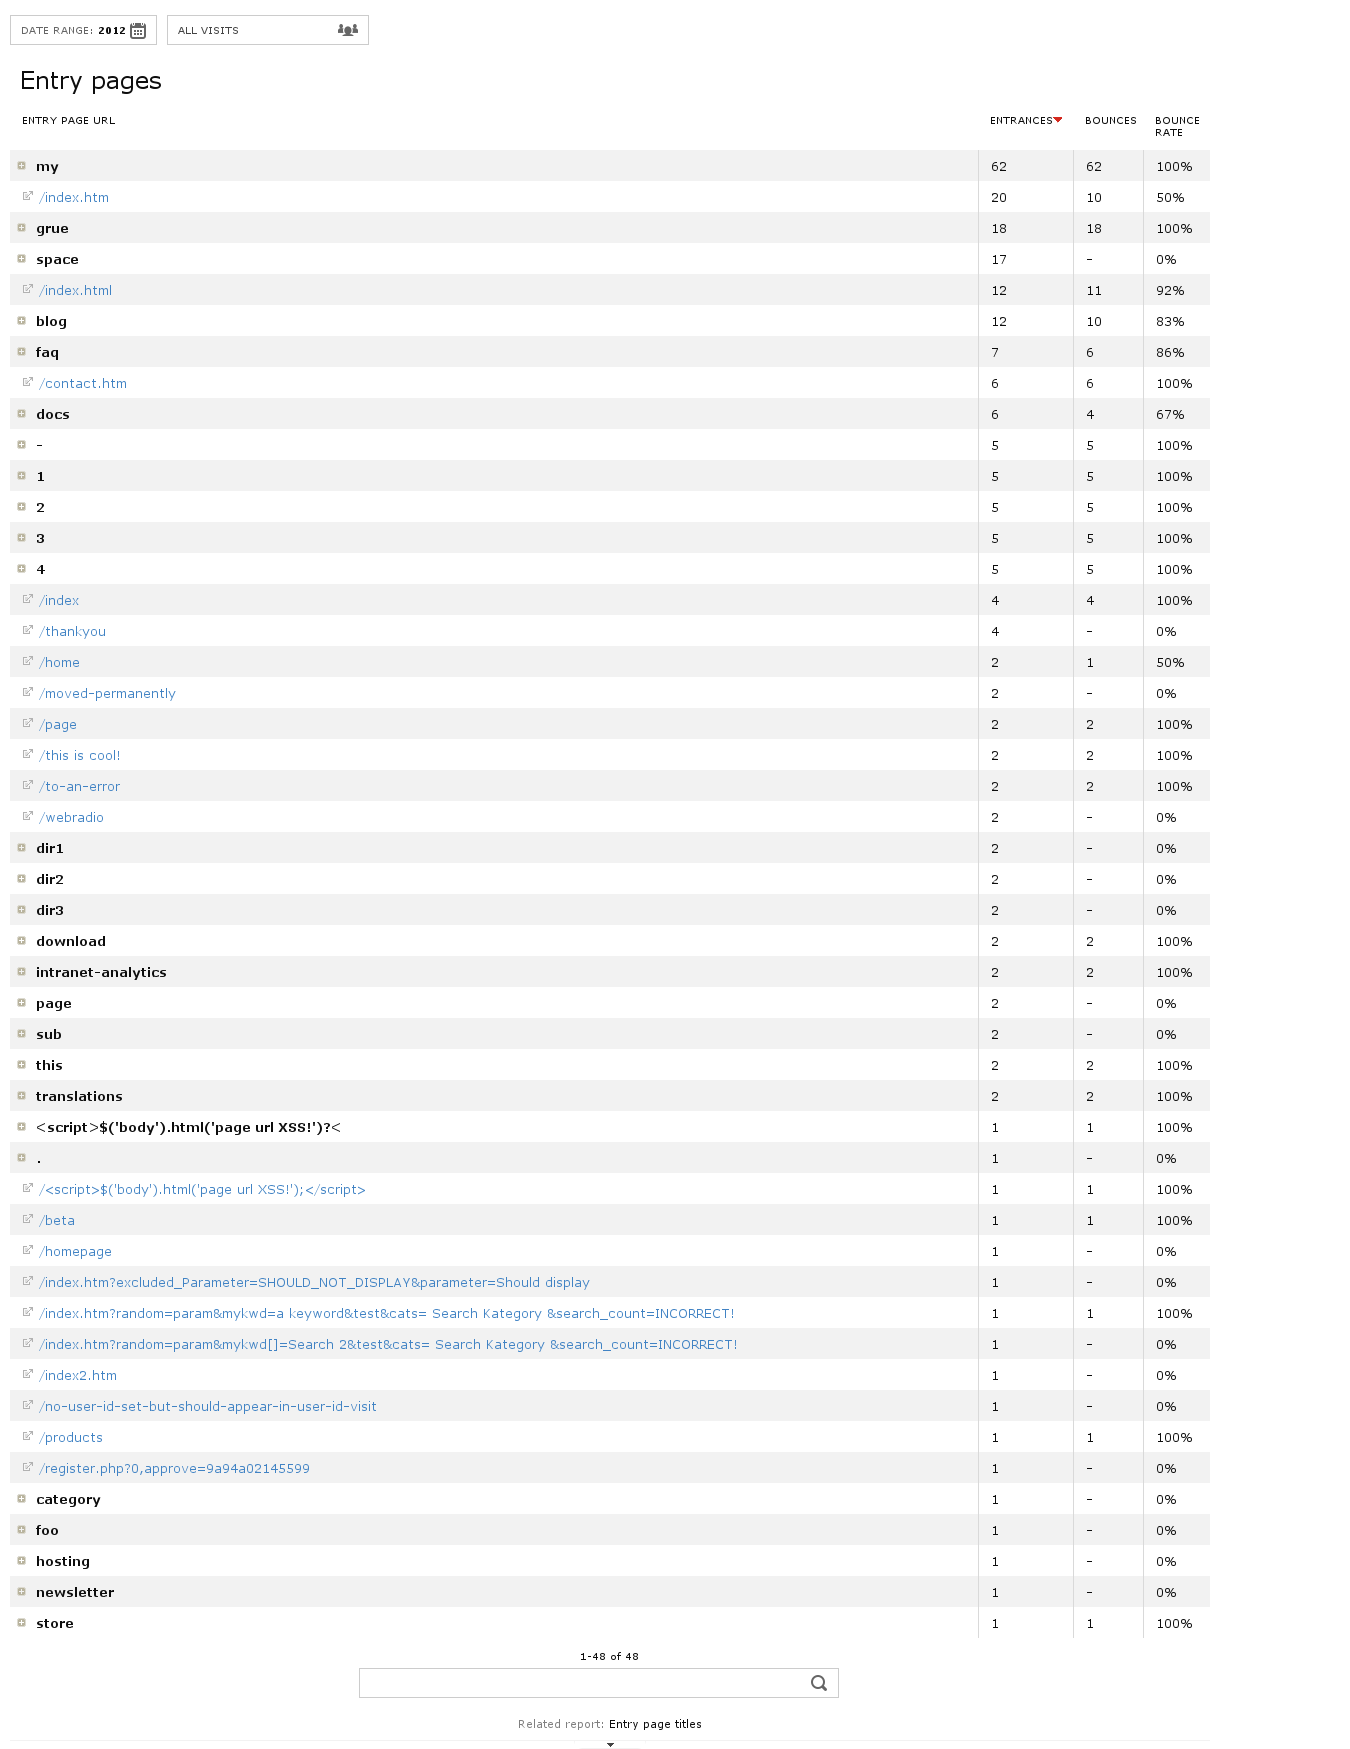 DATE RANGE: 2012 ALL VISITS
Entry pages
ENTRY PAGE URL ENTRANCES BOUNCES BOUNCE RATE
my 62 62 100%
/index.htm 20 10 50%
grue 18 18 100%
space 17 - 0%
/index.html 12 11 92%
blog 12 10 83%
faq 7 6 86%
/contact.htm 6 6 100%
docs 6 4 67%
- 5 5 100%
1 5 5 100%
2 5 5 100%
3 5 5 100%
4 5 5 100%
/index 4 4 100%
/thankyou 4 - 0%
/home 2 1 50%
/moved-permanently 2 - 0%
/page 2 2 100%
/this is cool! 2 2 100%
/to-an-error 2 2 100%
/webradio 2 - 0%
dir1 2 - 0%
dir2 2 - 0%
dir3 2 - 0%
download 2 2 100%
intranet-analytics 2 2 100%
page 2 - 0%
sub 2 - 0%
this 2 2 100%
translations 2 2 100%
<script>$('body').html('page url XSS!')?< 1 1 100%
. 1 - 0%
/<script>$('body').html('page url XSS!');</script> 1 1 100%
/beta 1 1 100%
/homepage 1 - 0%
/index.htm?excluded_Parameter=SHOULD_NOT_DISPLAY&parameter=Should display 1 - 0%
/index.htm?random=param&mykwd=a keyword&test&cats= Search Kategory &search_count=INCORRECT! 1 1 100%
/index.htm?random=param&mykwd[]=Search 2&test&cats= Search Kategory &search_count=INCORRECT! 1 - 0%
/index2.htm 1 - 0%
/no-user-id-set-but-should-appear-in-user-id-visit 1 - 0%
/products 1 1 100%
/register.php?0,approve=9a94a02145599 1 - 0%
category 1 - 0%
foo 1 - 0%
hosting 1 - 0%
newsletter 1 - 0%
store 1 1 100%
1-48 of 48
Related report: Entry page titles